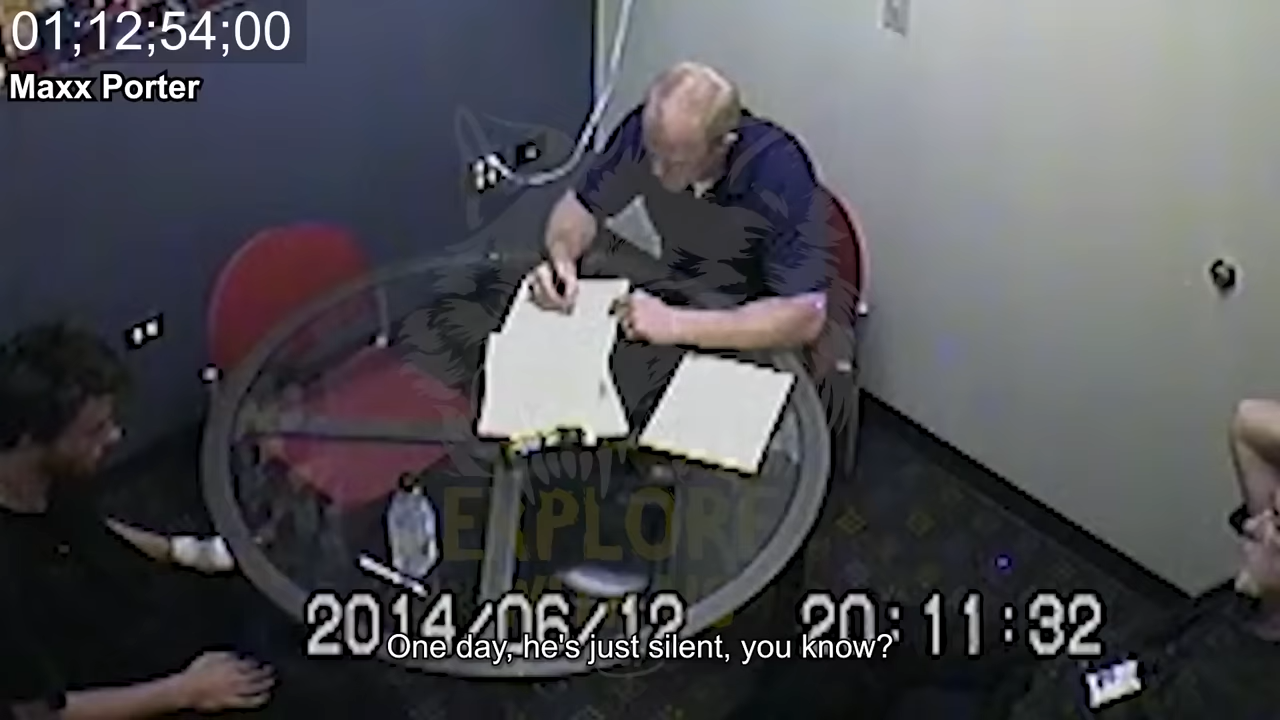 01;12;54;00
Maxx Porter
EXPLORE
2014/06/12 20:11:32
One day, he's just silent, you know?